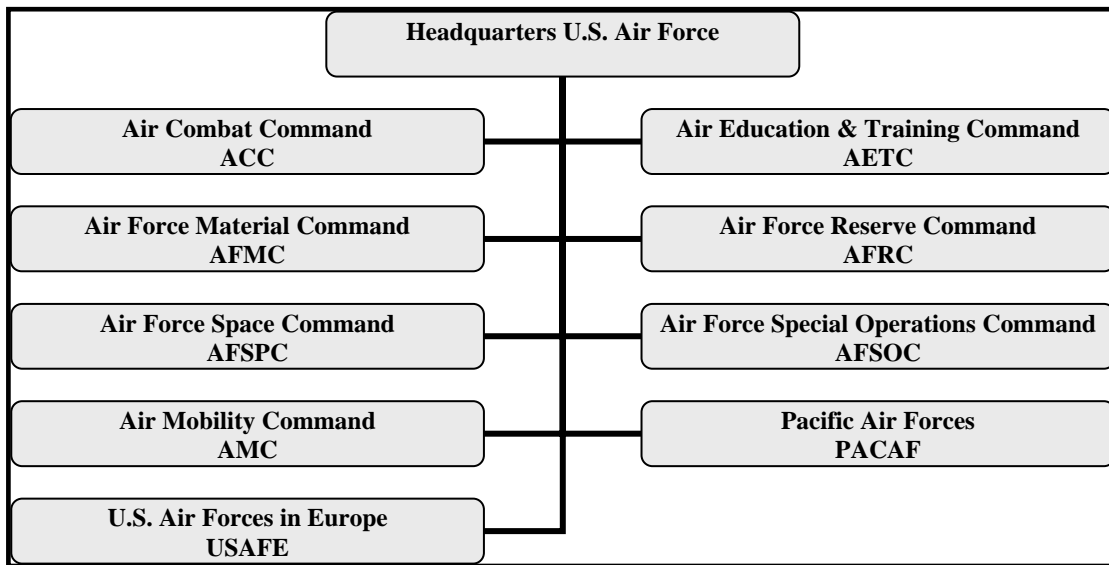 Headquarters U.S. Air Force
Air Combat Command
ACC
Air Education & Training Command
AETC
Air Force Material Command
AFMC
Air Force Reserve Command
AFRC
Air Force Space Command
AFSPC
Air Force Special Operations Command
AFSOC
Air Mobility Command
AMC
Pacific Air Forces
PACAF
U.S. Air Forces in Europe
USAFE